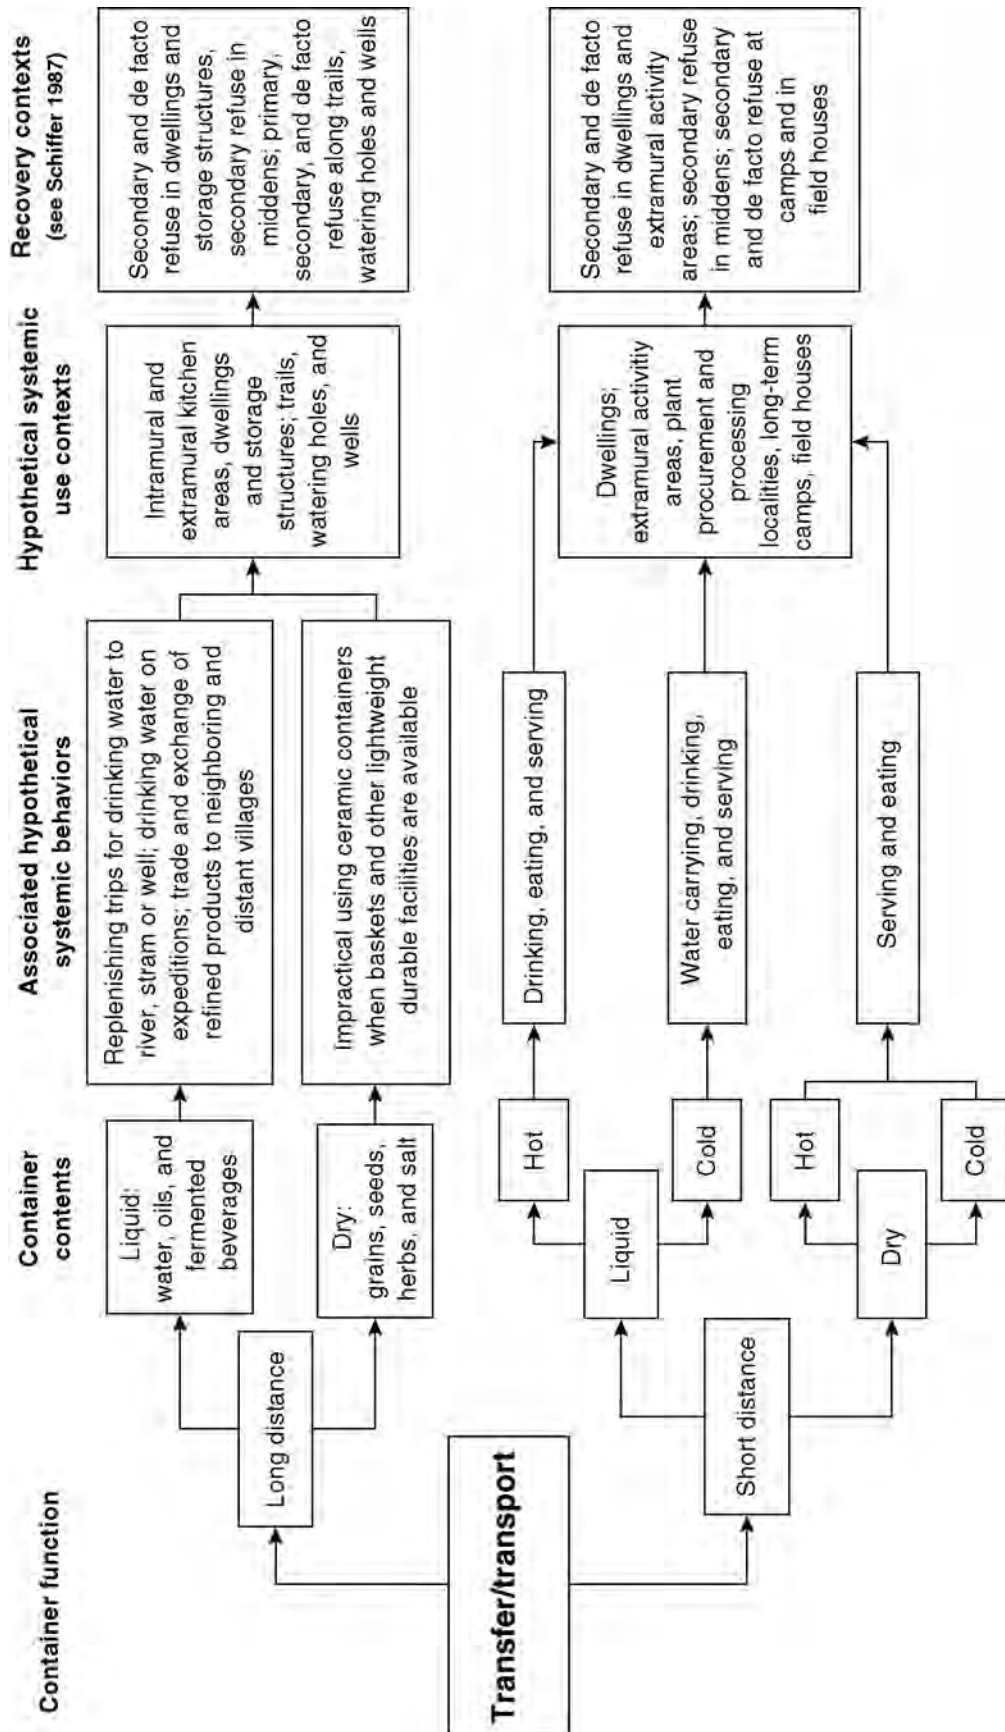 Container function
Container
contents
Associated hypothetical
systemic behaviors
Hypothetical systemic
use contexts
Recovery contexts
(see Schiffer 1987)
Transfer/transport
Long distance
Liquid:
water, oils, and
fermented
beverages
Replenishing trips for drinking water to
river, stram or well; drinking water on
expeditions; trade and exchange of
refined products to neighboring and
distant villages
Dry:
grains, seeds,
herbs, and salt
Impractical using ceramic containers
when baskets and other lightweight
durable facilities are available
Intramural and
extramural kitchen
areas, dwellings
and storage
structures; trails,
watering holes, and
wells
Secondary and de facto
refuse in dwellings and
storage structures,
secondary refuse in
middens; primary,
secondary, and de facto
refuse along trails,
watering holes and wells
Short distance
Liquid
Hot
Drinking, eating, and serving
Cold
Water carrying, drinking,
eating, and serving
Dry
Hot
Cold
Serving and eating
Dwellings;
extramural activitiy
areas, plant
procurement and
processing
localities, long-term
camps, field houses
Secondary and de facto
refuse in dwellings and
extramural activity
areas; secondary refuse
in middens; secondary
and de facto refuse at
camps and in
field houses